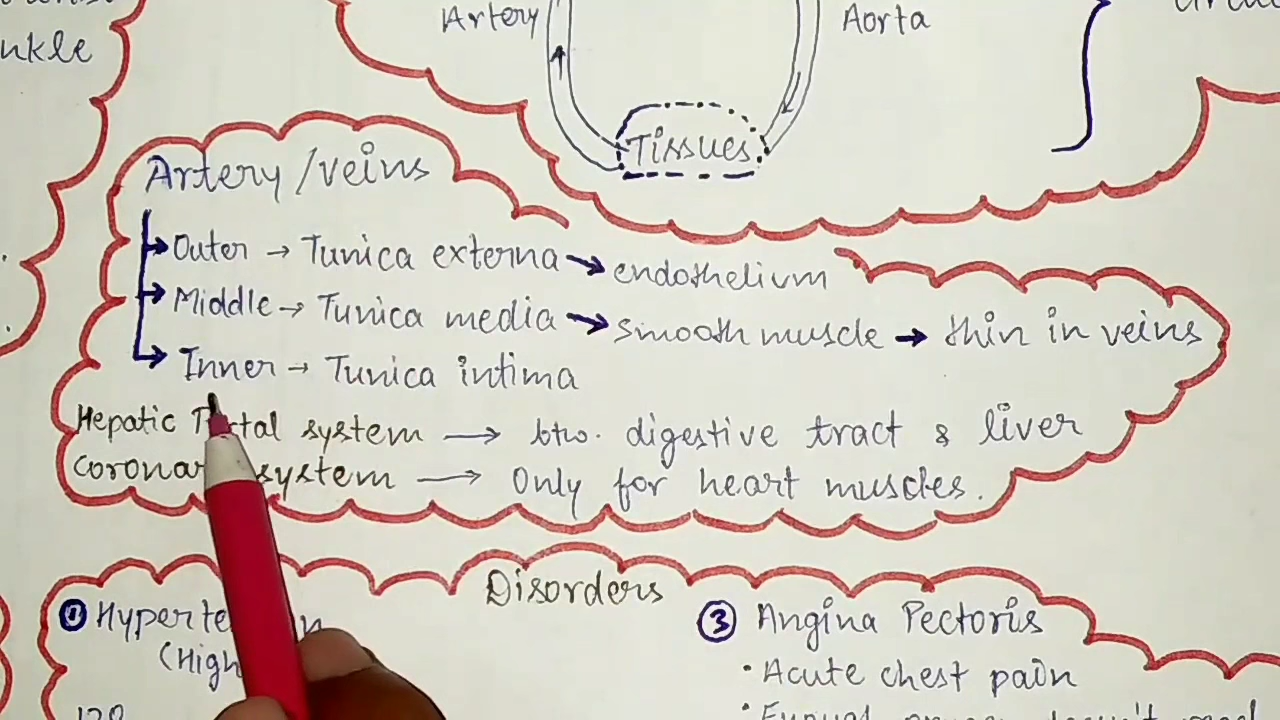 nkle
Artery
Aorta
Tissues
Artery/veins
Outer → Tunica externa → endothelium
Middle → Tunica media → smooth muscle → thin in veins
Inner → Tunica intima
Hepatic system → btw. digestive tract & liver
system → Only for heart muscles.
Disorders
① Hyperte
(High
③ Angina Pectoris
• Acute chest pain
120